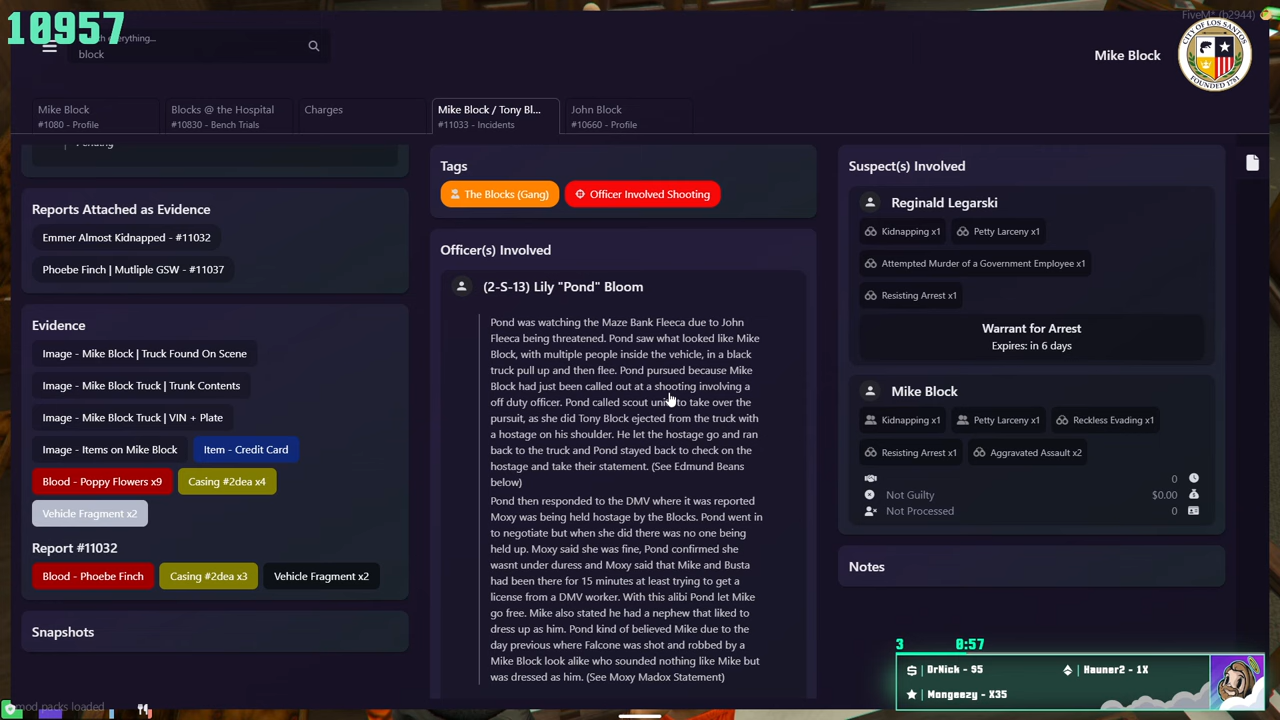 10957
FiveM® (b2944)
block
Mike Block
CITY OF LOS SANTOS
FOUNDED 1781
Mike Block
#1080 - Profile
Blocks @ the Hospital
#10830 - Bench Trials
Charges
Mike Block / Tony Bl...
#11033 - Incidents
John Block
#10660 - Profile
Pending
Reports Attached as Evidence
Emmer Almost Kidnapped - #11032
Phoebe Finch | Mutliple GSW - #11037
Evidence
Image - Mike Block | Truck Found On Scene
Image - Mike Block Truck | Trunk Contents
Image - Mike Block Truck | VIN + Plate
Image - Items on Mike Block
Item - Credit Card
Blood - Poppy Flowers x9
Casing #2dea x4
Vehicle Fragment x2
Report #11032
Blood - Phoebe Finch
Casing #2dea x3
Vehicle Fragment x2
Snapshots
Tags
The Blocks (Gang)
Officer Involved Shooting
Officer(s) Involved
(2-S-13) Lily "Pond" Bloom
Pond was watching the Maze Bank Fleeca due to John
Fleeca being threatened. Pond saw what looked like Mike
Block, with multiple people inside the vehicle, in a black
truck pull up and then flee. Pond pursued because Mike
Block had just been called out at a shooting involving a
off duty officer. Pond called scout unit to take over the
pursuit, as she did Tony Block ejected from the truck with
a hostage on his shoulder. He let the hostage go and ran
back to the truck and Pond stayed back to check on the
hostage and take their statement. (See Edmund Beans
below)
Pond then responded to the DMV where it was reported
Moxy was being held hostage by the Blocks. Pond went in
to negotiate but when she did there was no one being
held up. Moxy said she was fine, Pond confirmed she
wasnt under duress and Moxy said that Mike and Busta
had been there for 15 minutes at least trying to get a
license from a DMV worker. With this alibi Pond let Mike
go free. Mike also stated he had a nephew that liked to
dress up as him. Pond kind of believed Mike due to the
day previous where Falcone was shot and robbed by a
Mike Block look alike who sounded nothing like Mike but
was dressed as him. (See Moxy Madox Statement)
Suspect(s) Involved
Reginald Legarski
Kidnapping x1
Petty Larceny x1
Attempted Murder of a Government Employee x1
Resisting Arrest x1
Warrant for Arrest
Expires: in 6 days
Mike Block
Kidnapping x1
Petty Larceny x1
Reckless Evading x1
Resisting Arrest x1
Aggravated Assault x2
0
Not Guilty
$0.00
Not Processed
0
Notes
3
0:57
DrNick - 95
Hauner2 - 1X
Mongeezy - X35
mod packs loaded